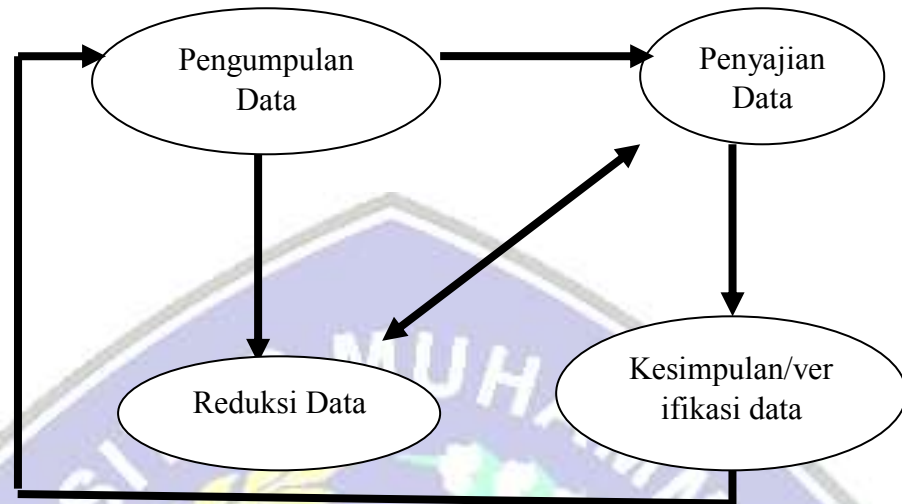 Pengumpulan
Data
Penyajian
Data
Reduksi Data
Kesimpulan/ver
ifikasi data